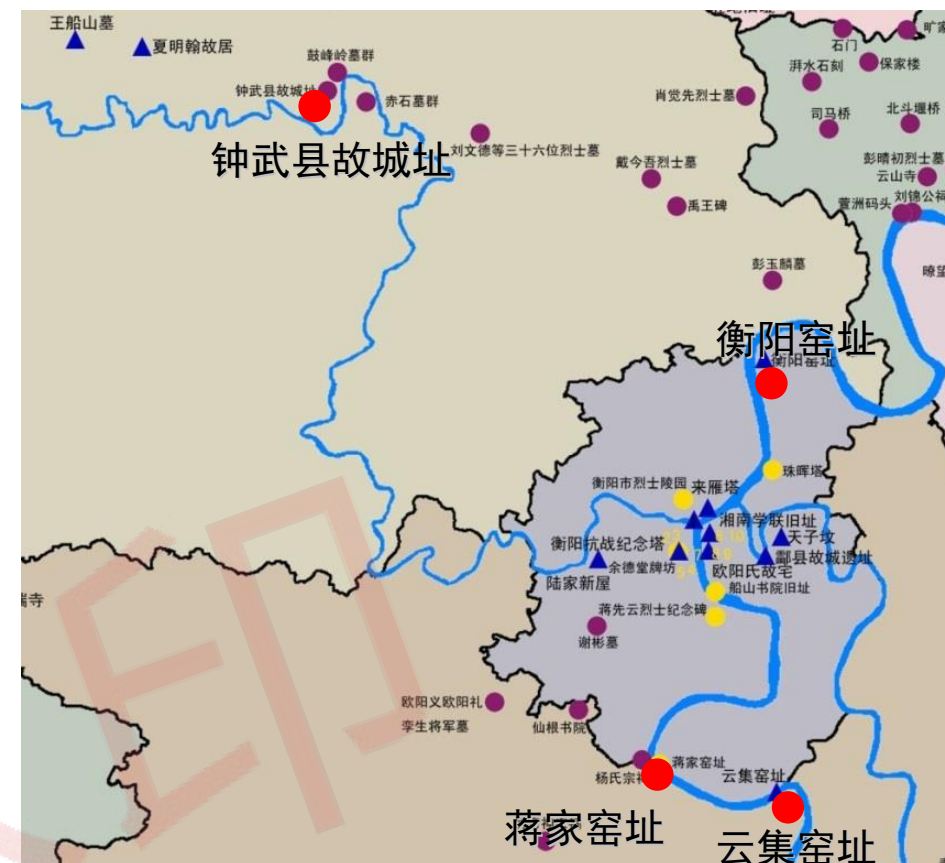 王船山墓
夏明翰故居
鼓峰岭墓群
钟武县故城址
赤石墓群
钟武县故城址
刘文德等三十六位烈士墓
肖觉先烈士墓
戴今吾烈士墓
禹王碑
彭玉麟墓
石门
湃水石刻
保家楼
司马桥
北斗堰桥
彭晴初烈士墓
云山寺
刘锦公祠
萱洲码头
衡阳窑址
衡阳窑址
珠晖塔
衡阳市烈士陵园
来雁塔
湘南学联旧址
天子坟
衡阳抗战纪念塔
酃县故城遗址
余德堂牌坊
欧阳氏故宅
陆家新屋
船山书院旧址
蒋先云烈士纪念碑
谢彬墓
欧阳义欧阳礼
孪生将军墓
仙根书院
蒋家窑址
杨氏宗祠
云集窑址
蒋家窑址
云集窑址
印